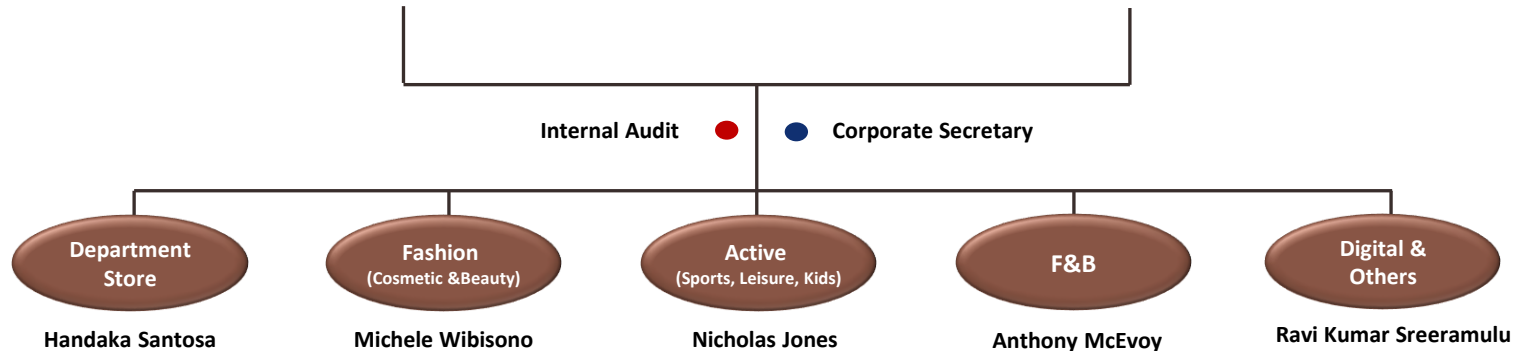 Internal Audit
Corporate Secretary
Department
Store
Fashion
(Cosmetic &Beauty)
Active
(Sports, Leisure, Kids)
F&B
Digital &
Others
Handaka Santosa
Michele Wibisono
Nicholas Jones
Anthony McEvoy
Ravi Kumar Sreeramulu